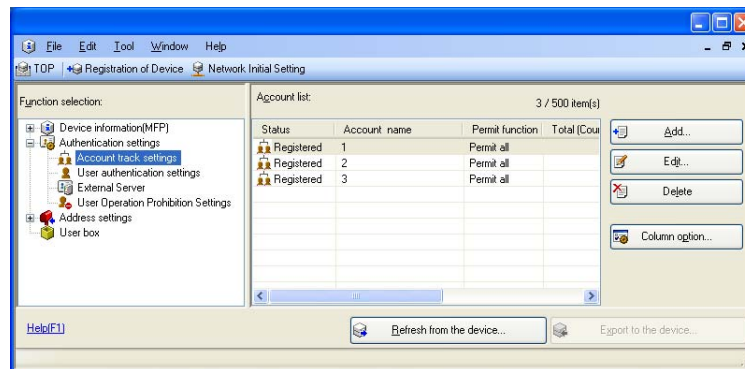 File Edit Tool Window Help
TOP Registration of Device Network Initial Setting
Function selection:
Device information(MFP)
Authentication settings
Account track settings
User authentication settings
External Server
User Operation Prohibition Settings
Address settings
User box
Account list:
3 / 500 item(s)
Status Account name Permit function Total (Cou
Registered 1 Permit all
Registered 2 Permit all
Registered 3 Permit all
Add...
Edit...
Delete
Column option...
Help(F1)
Refresh from the device...
Export to the device...